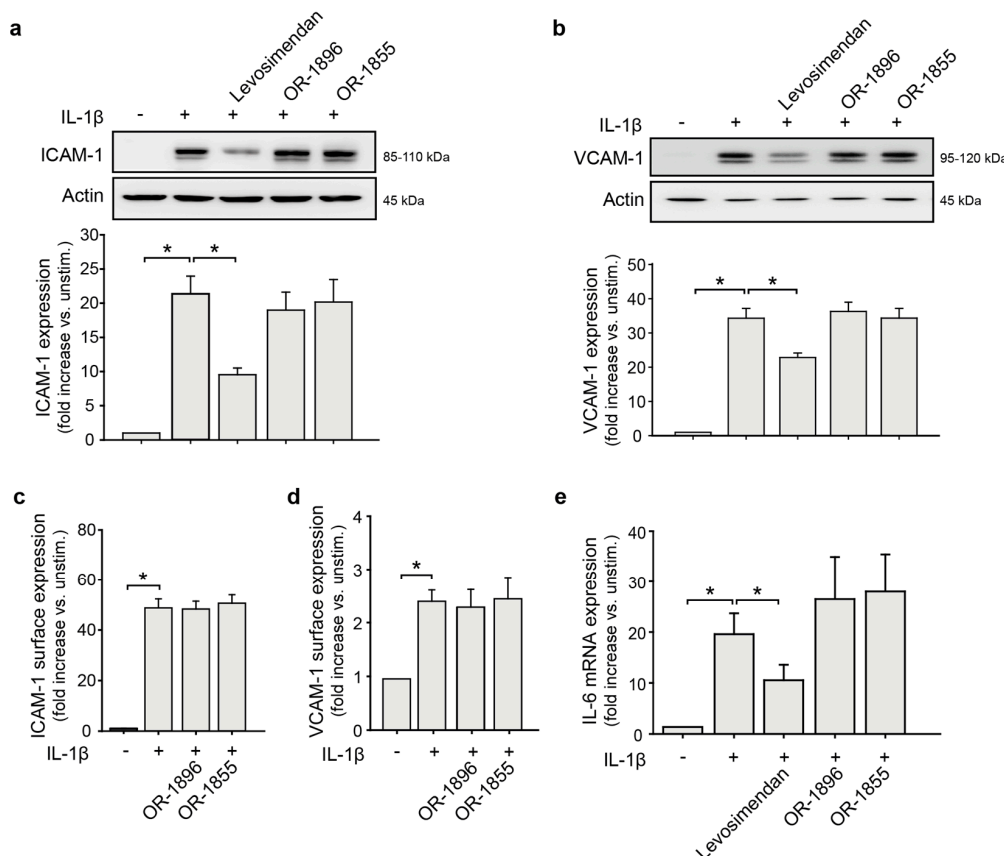 a
Levosimendan
OR-1896
OR-1855
IL-1β - + + + +
ICAM-1 85-110 kDa
Actin 45 kDa
ICAM-1 expression
(fold increase vs. unstim.)
30
25
20
15
10
5
0
* *
b
Levosimendan
OR-1896
OR-1855
IL-1β - + + + +
VCAM-1 95-120 kDa
Actin 45 kDa
VCAM-1 expression
(fold increase vs. unstim.)
50
40
30
20
10
0
* *
c
ICAM-1 surface expression
(fold increase vs. unstim.)
80
60
40
20
0
*
IL-1β - + + +
OR-1896
OR-1855
d
VCAM-1 surface expression
(fold increase vs. unstim.)
4
3
2
1
0
*
IL-1β - + + +
OR-1896
OR-1855
e
IL-6 mRNA expression
(fold increase vs. unstim.)
40
30
20
10
0
* *
IL-1β - + + + +
Levosimendan
OR-1896
OR-1855